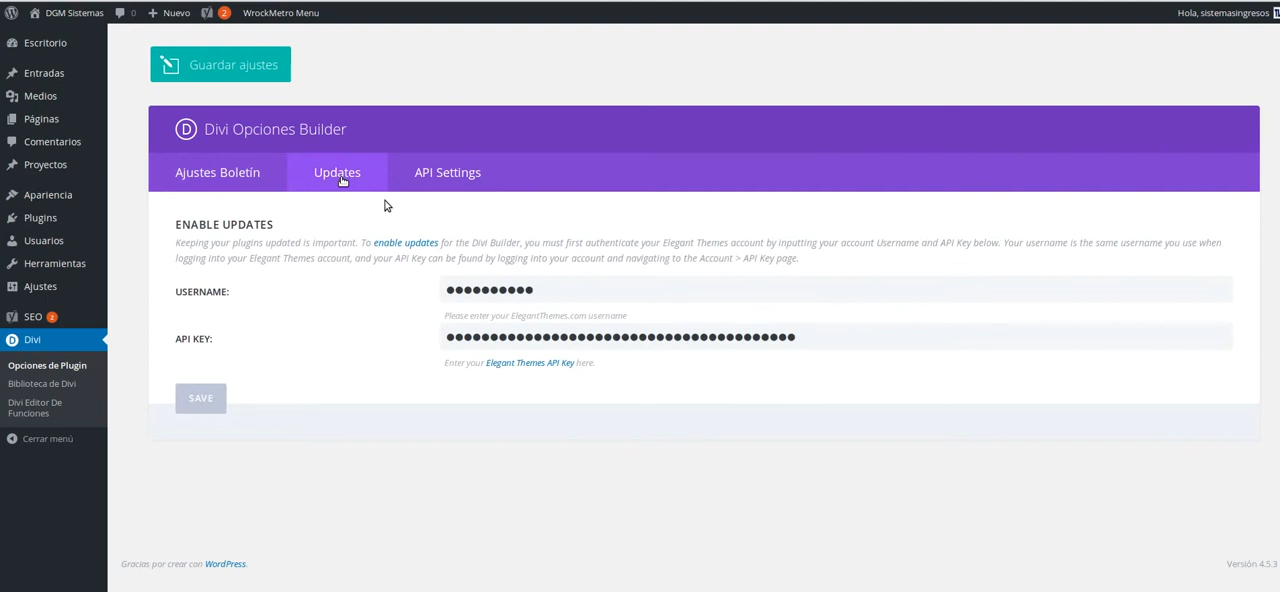 DGM Sistemas 0 Nuevo 2 WrockMetro Menu Hola, sistemasingresos
Escritorio
Entradas
Medios
Páginas
Comentarios
Proyectos
Apariencia
Plugins
Usuarios
Herramientas
Ajustes
SEO 2
Divi
Opciones de Plugin
Biblioteca de Divi
Divi Editor De
Funciones
Cerrar menú
Guardar ajustes
D Divi Opciones Builder
Ajustes Boletín Updates API Settings
ENABLE UPDATES
Keeping your plugins updated is important. To enable updates for the Divi Builder, you must first authenticate your Elegant Themes account by inputting your account Username and API Key below. Your username is the same username you use when
logging into your Elegant Themes account, and your API Key can be found by logging into your account and navigating to the Account > API Key page.
USERNAME: ●●●●●●●●●●
Please enter your ElegantThemes.com username
API KEY: ●●●●●●●●●●●●●●●●●●●●●●●●●●●●●●●●●●●●●●●●
Enter your Elegant Themes API Key here.
SAVE
Gracias por crear con WordPress. Versión 4.5.3